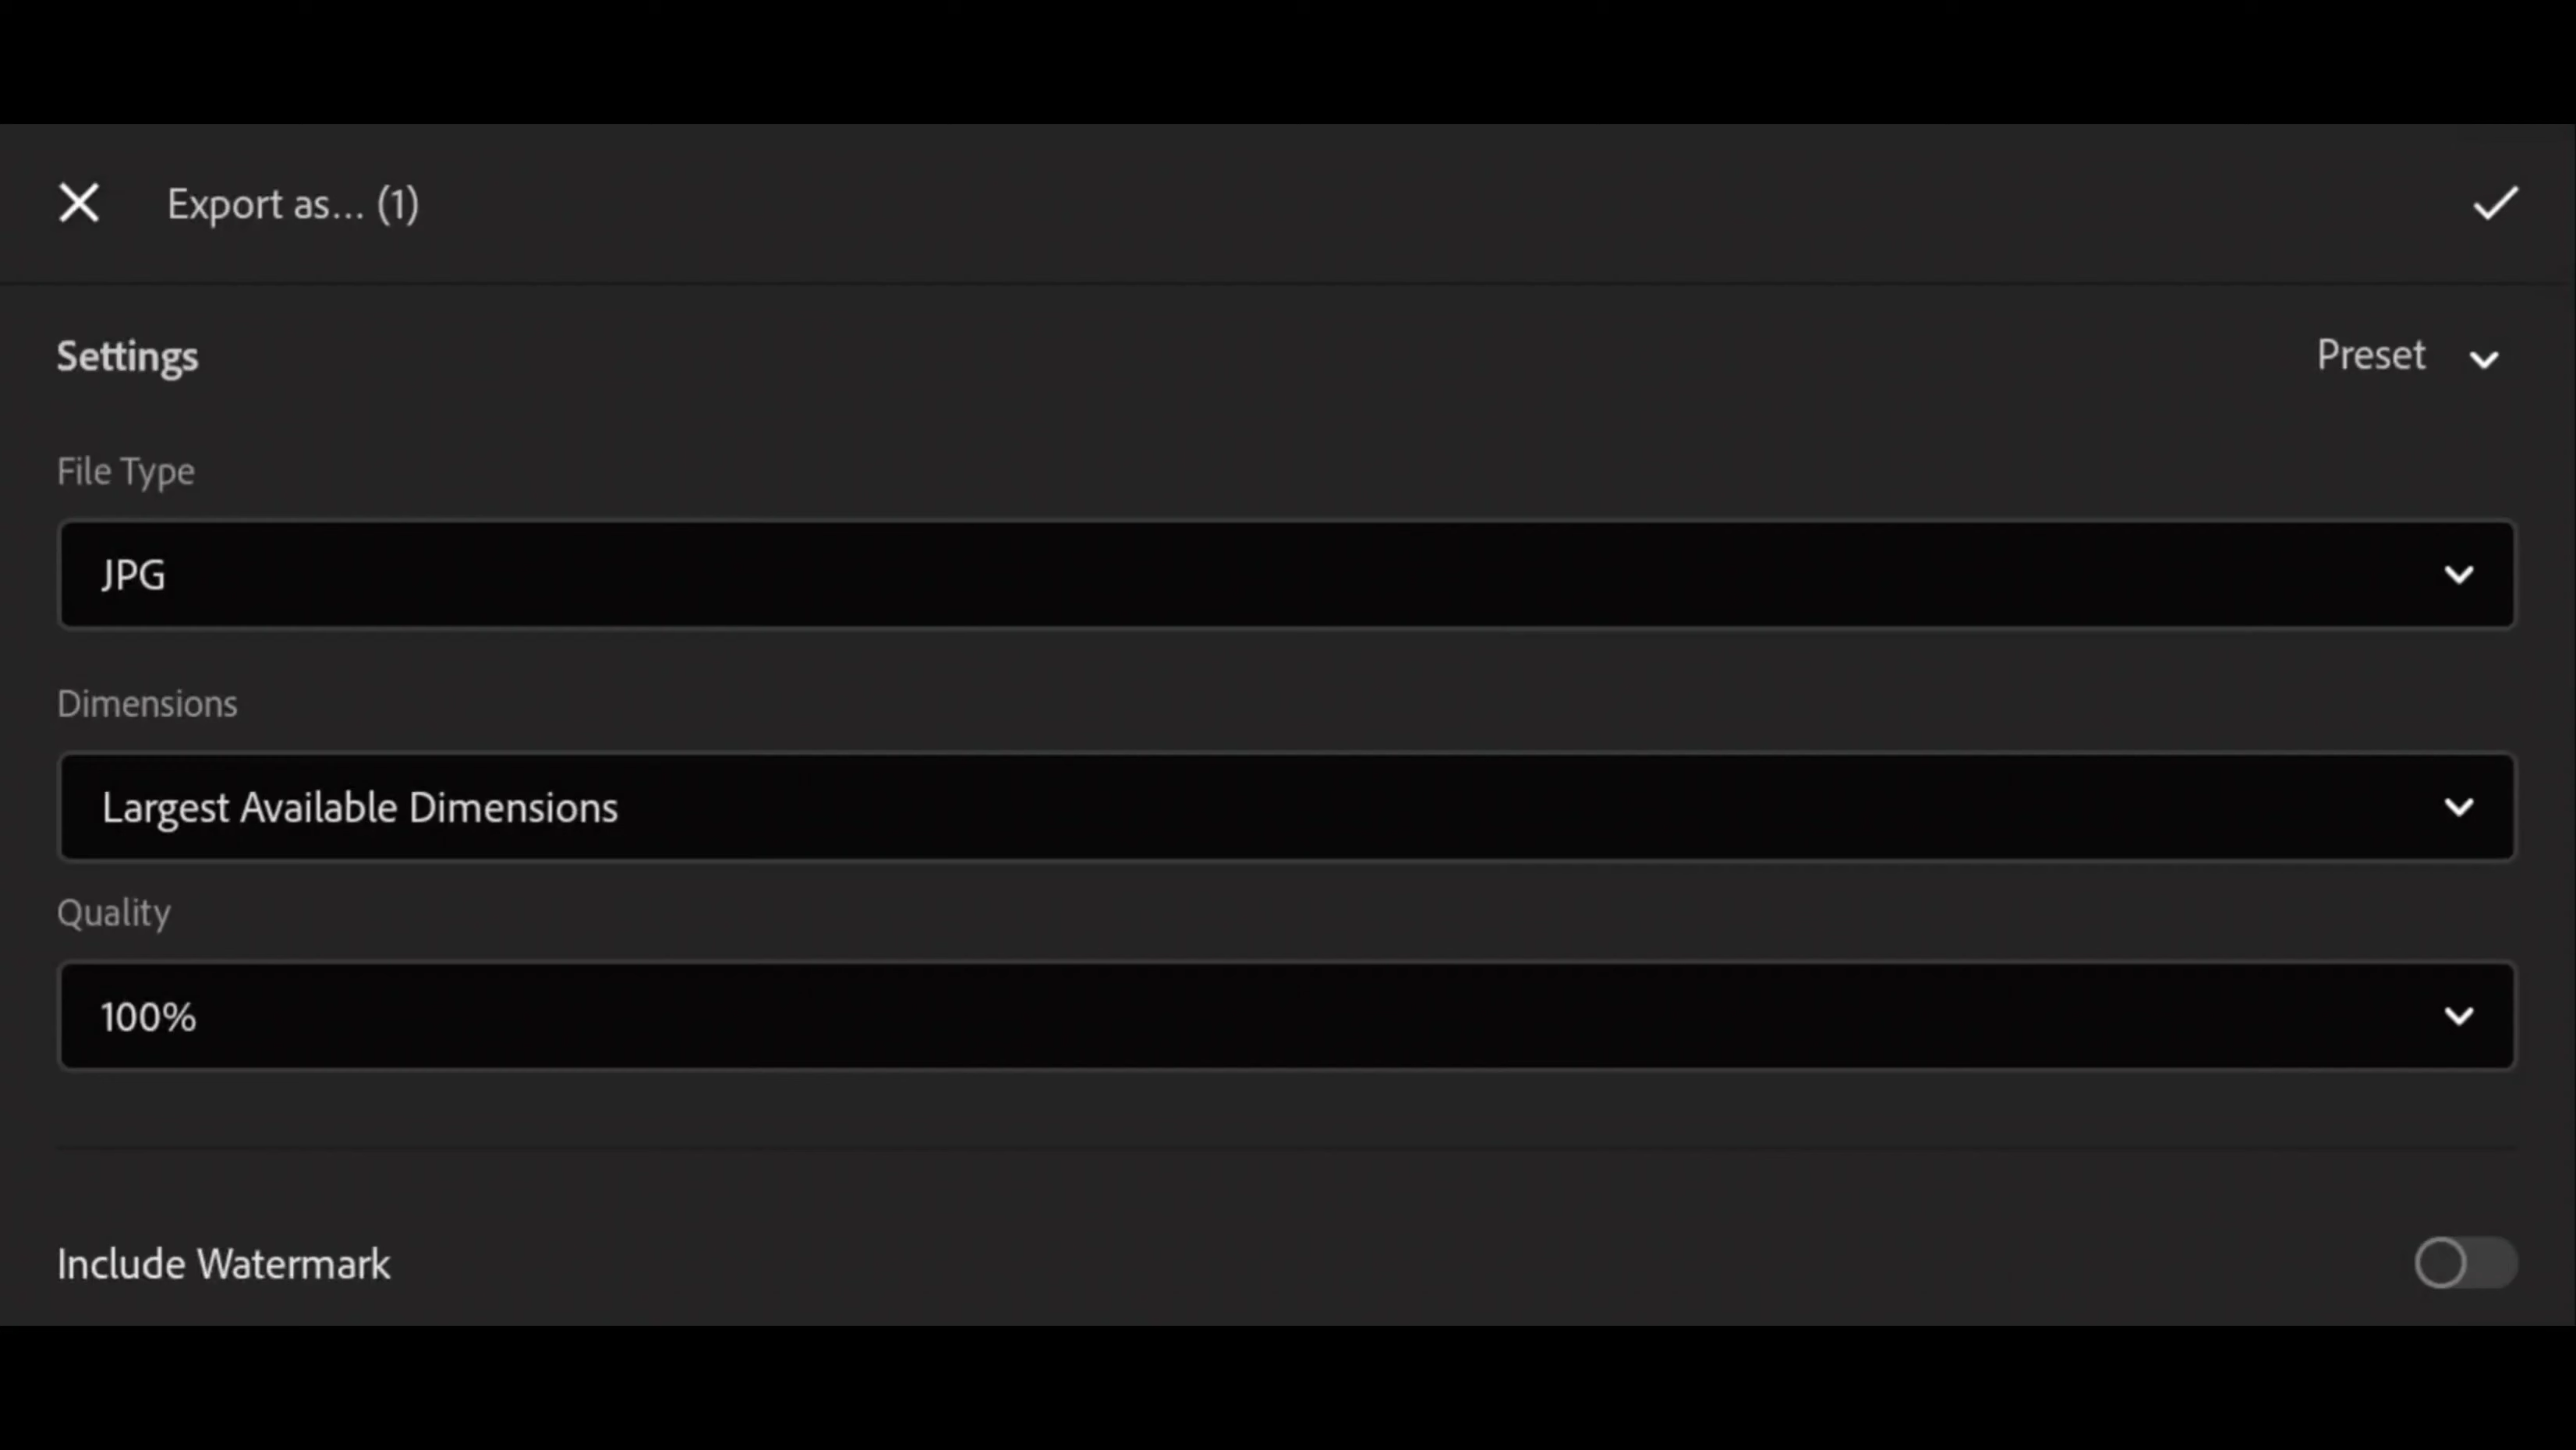 Export as... (1)
Settings
Preset
File Type
JPG
Dimensions
Largest Available Dimensions
Quality
100%
Include Watermark